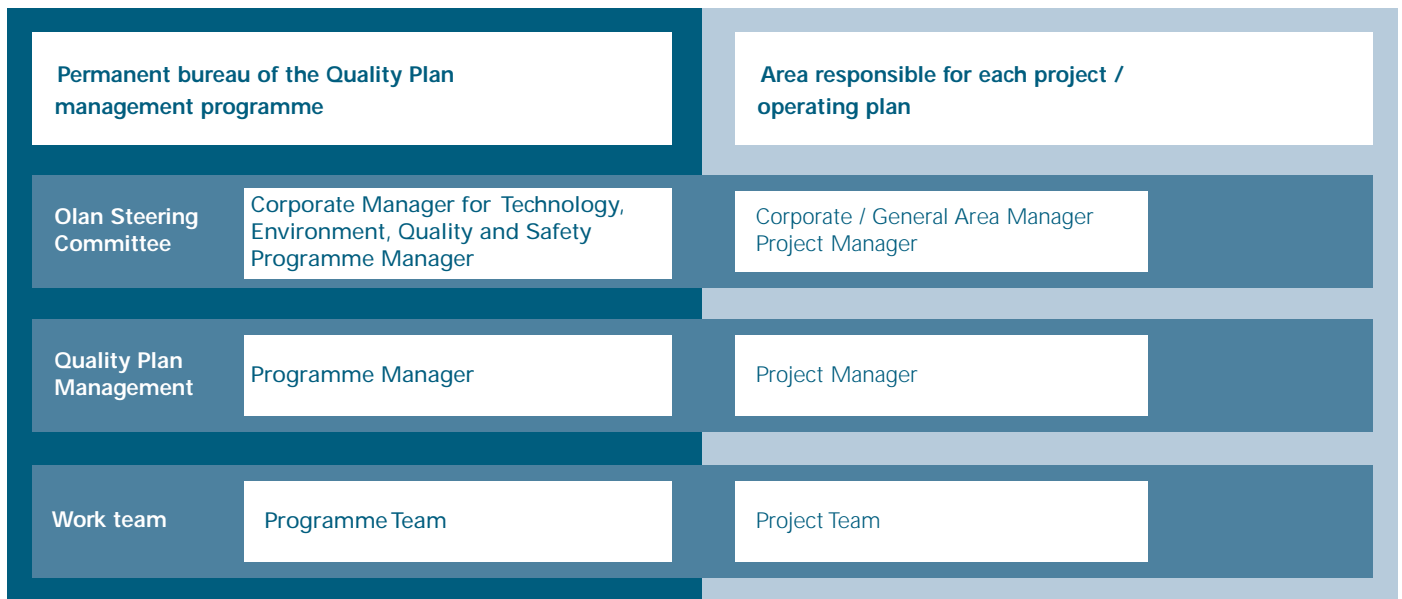 Permanent bureau of the Quality Plan
management programme
Area responsible for each project /
operating plan
Olan Steering
Committee
Corporate Manager for Technology,
Environment, Quality and Safety
Programme Manager
Corporate / General Area Manager
Project Manager
Quality Plan
Management
Programme Manager
Project Manager
Work team
Programme Team
Project Team